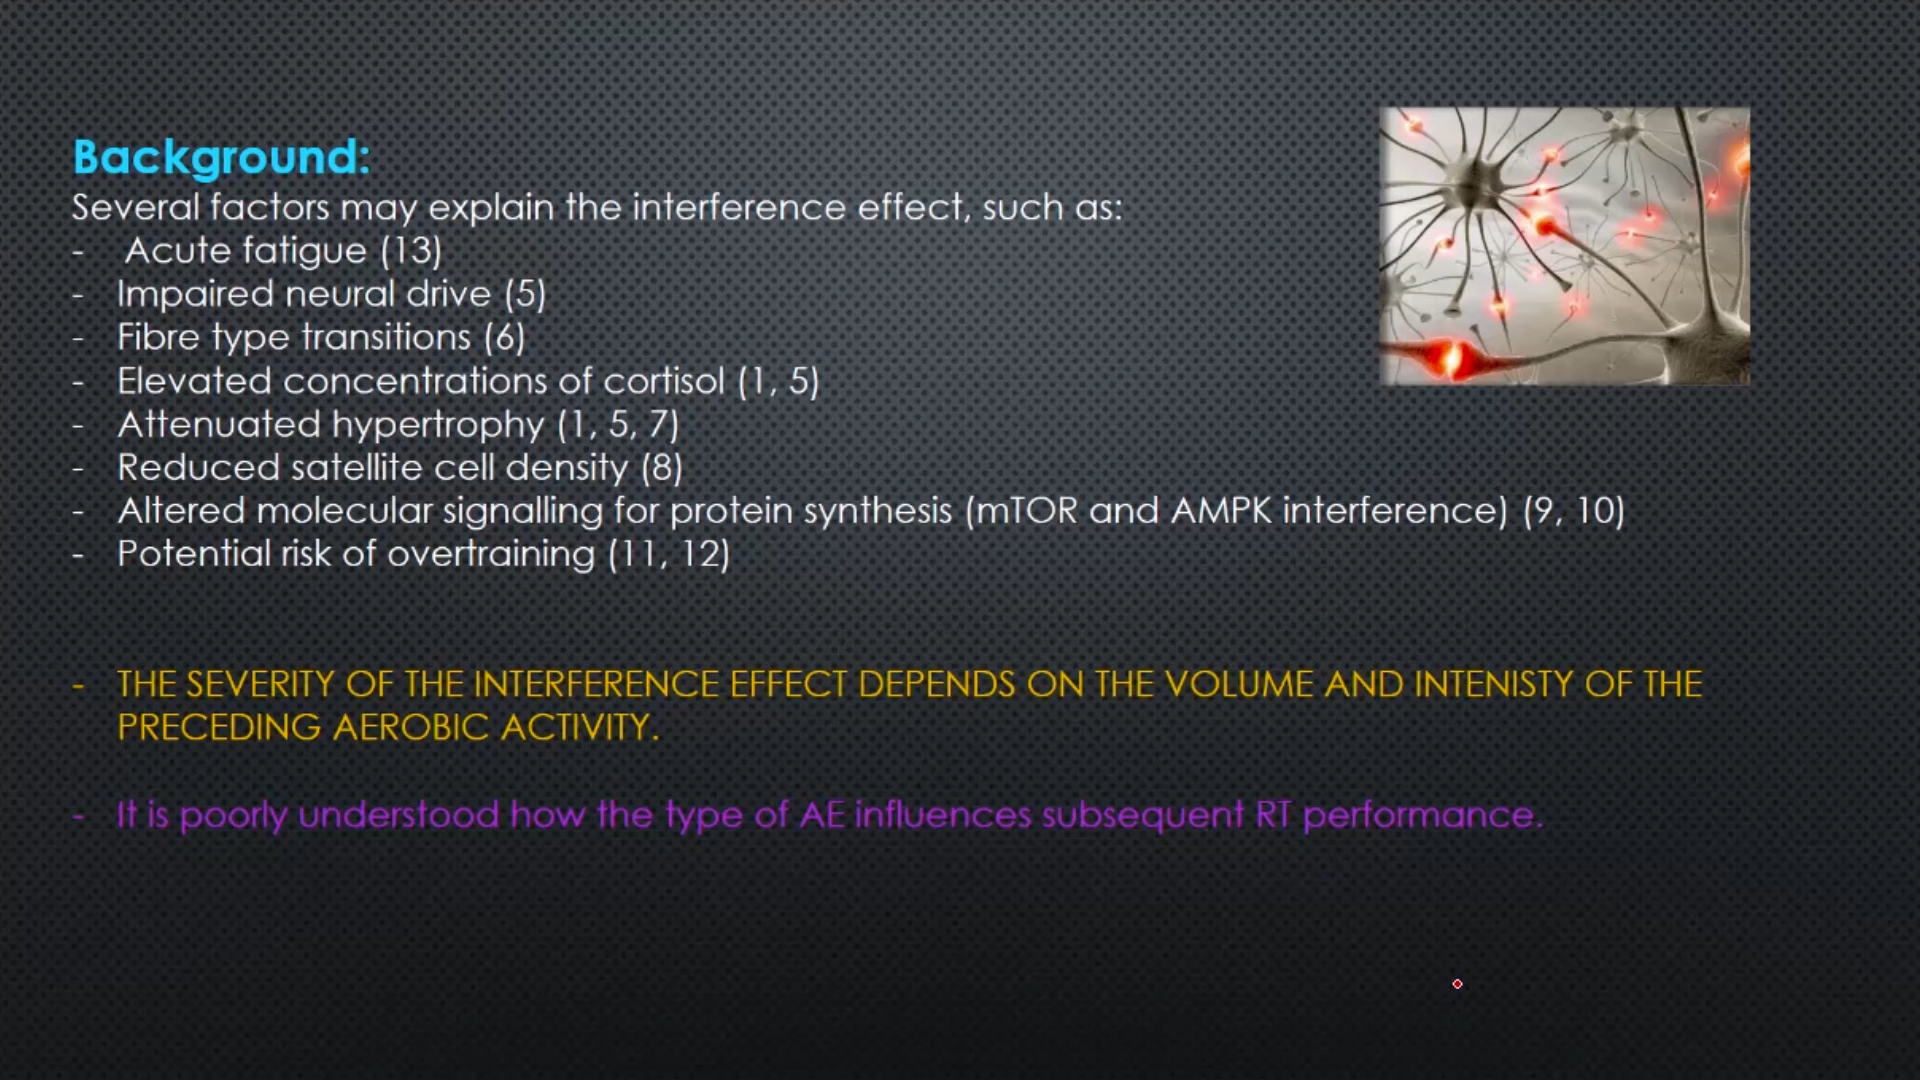 Background:
Several factors may explain the interference effect, such as:
- Acute fatigue (13)
- Impaired neural drive (5)
- Fibre type transitions (6)
- Elevated concentrations of cortisol (1, 5)
- Attenuated hypertrophy (1, 5, 7)
- Reduced satellite cell density (8)
- Altered molecular signalling for protein synthesis (mTOR and AMPK interference) (9, 10)
- Potential risk of overtraining (11, 12)
- THE SEVERITY OF THE INTERFERENCE EFFECT DEPENDS ON THE VOLUME AND INTENISTY OF THE
PRECEDING AEROBIC ACTIVITY.
- It is poorly understood how the type of AE influences subsequent RT performance.